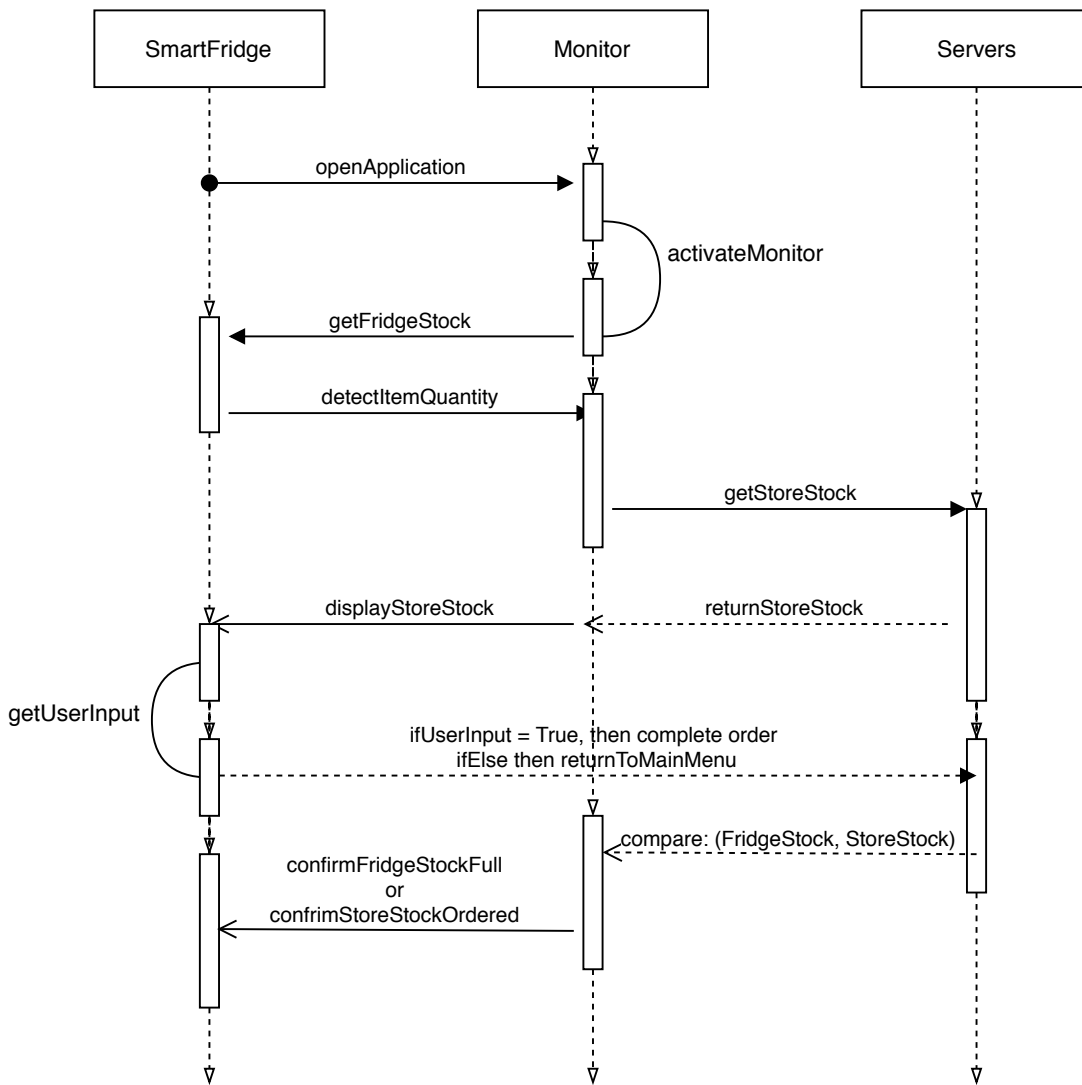 SmartFridge
Monitor
Servers
openApplication
activateMonitor
getFridgeStock
detectItemQuantity
getStoreStock
displayStoreStock
returnStoreStock
getUserInput
ifUserInput = True, then complete order
ifElse then returnToMainMenu
compare: (FridgeStock, StoreStock)
confirmFridgeStockFull
or
confrimStoreStockOrdered